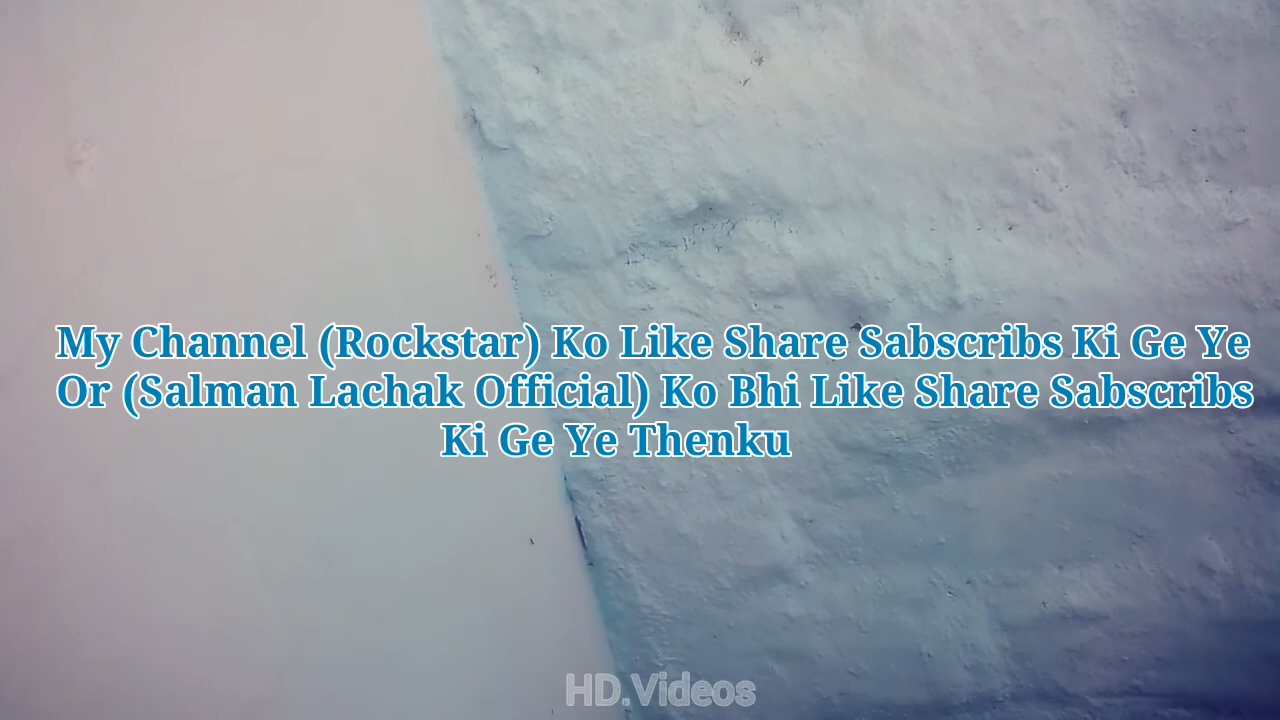 My Channel (Rockstar) Ko Like Share Sabscribs Ki Ge Ye
Or (Salman Lachak Official) Ko Bhi Like Share Sabscribs
Ki Ge Ye Thenku
HD.Videos